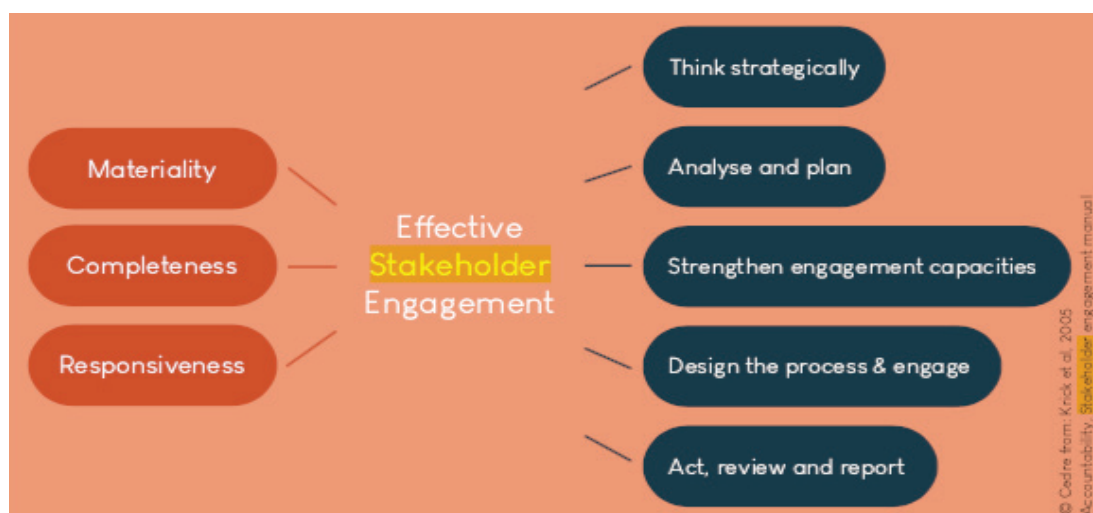 Materiality
Completeness
Responsiveness
Effective
Stakeholder
Engagement
Think strategically
Analyse and plan
Strengthen engagement capacities
Design the process & engage
Act, review and report
© Cedre from: Krick et al, 2005
Accountability, Stakeholder engagement manual